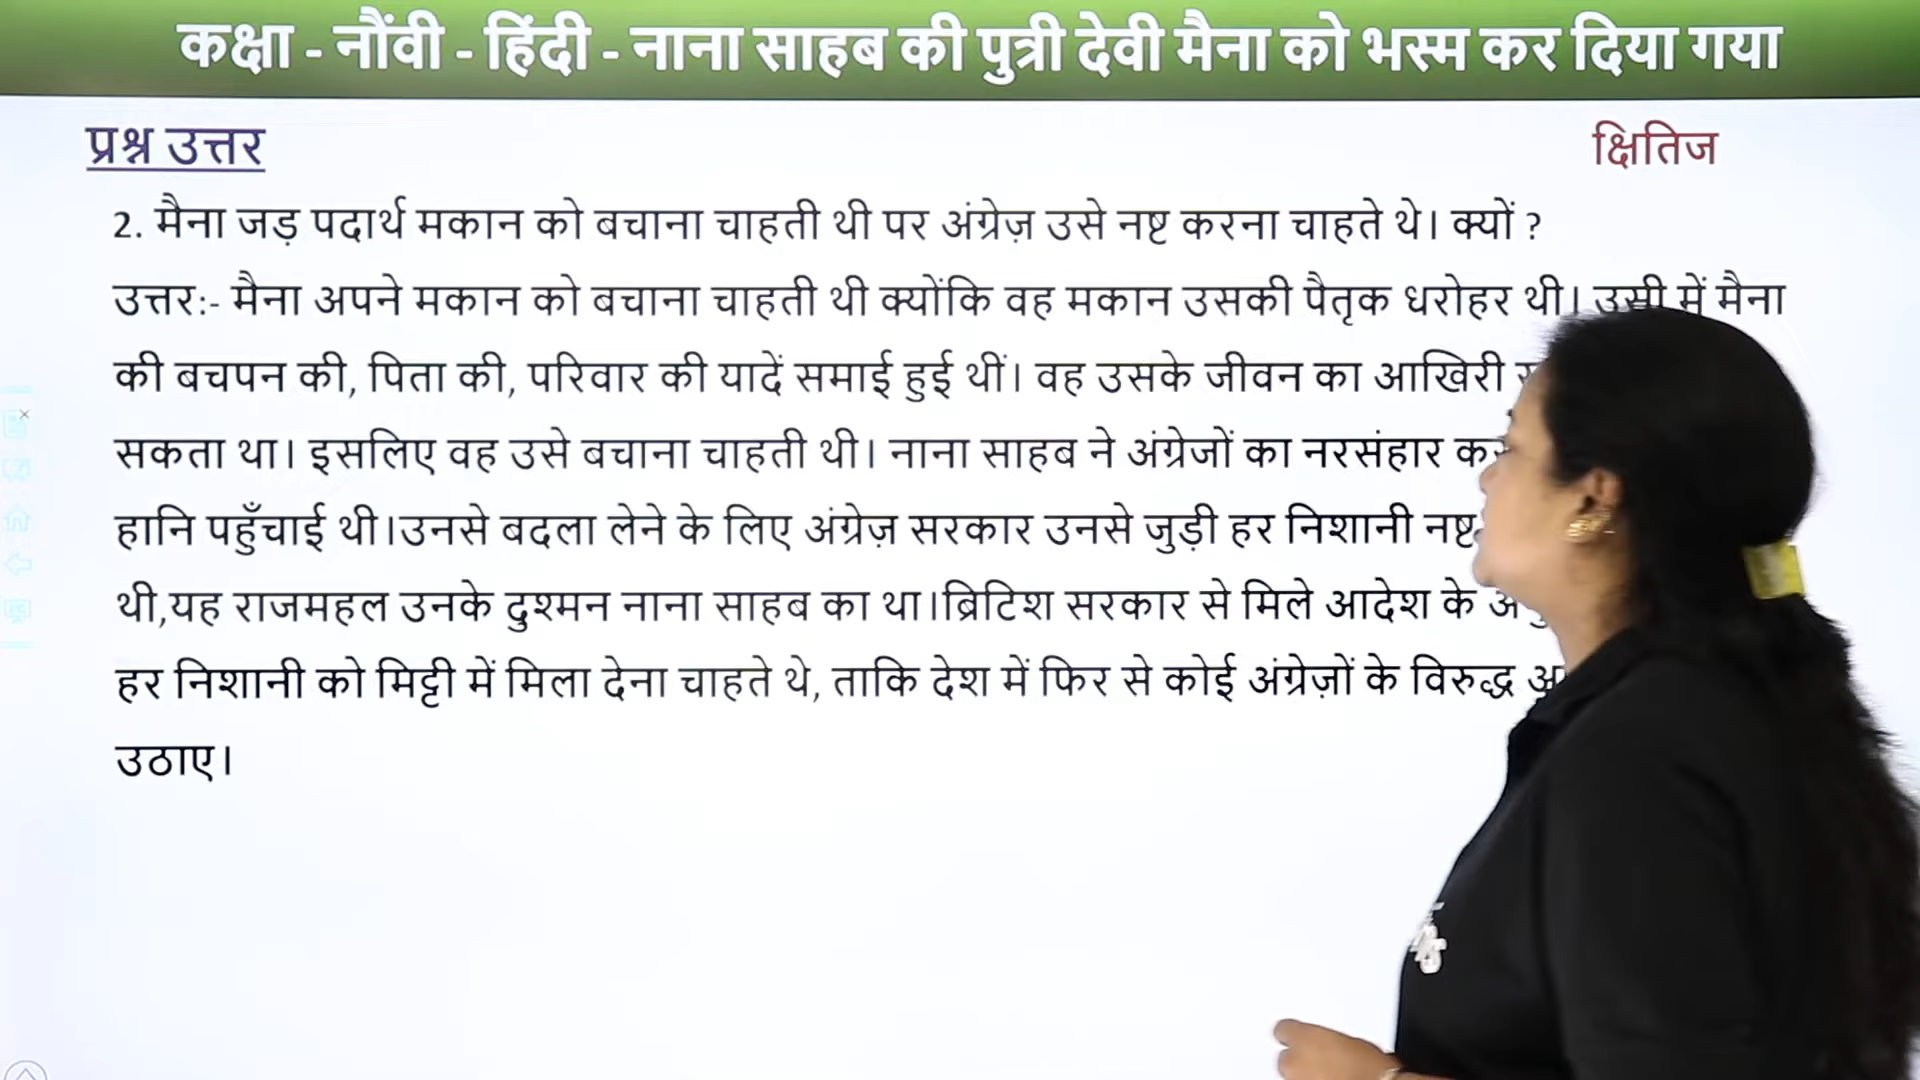 कक्षा - नौंवी - हिंदी - नाना साहब की पुत्री देवी मैना को भस्म कर दिया गया
प्रश्न उत्तर
क्षितिज
2. मैना जड़ पदार्थ मकान को बचाना चाहती थी पर अंग्रेज़ उसे नष्ट करना चाहते थे। क्यों ?
उत्तर:- मैना अपने मकान को बचाना चाहती थी क्योंकि वह मकान उसकी पैतृक धरोहर थी। उसी में मैना
की बचपन की, पिता की, परिवार की यादें समाई हुई थीं। वह उसके जीवन का आखिरी
सकता था। इसलिए वह उसे बचाना चाहती थी। नाना साहब ने अंग्रेजों का नरसंहार
हानि पहुँचाई थी।उनसे बदला लेने के लिए अंग्रेज़ सरकार उनसे जुड़ी हर निशानी नष्ट
थी,यह राजमहल उनके दुश्मन नाना साहब का था।ब्रिटिश सरकार से मिले आदेश के
हर निशानी को मिट्टी में मिला देना चाहते थे, ताकि देश में फिर से कोई अंग्रेज़ों के विरुद्ध
उठाए।